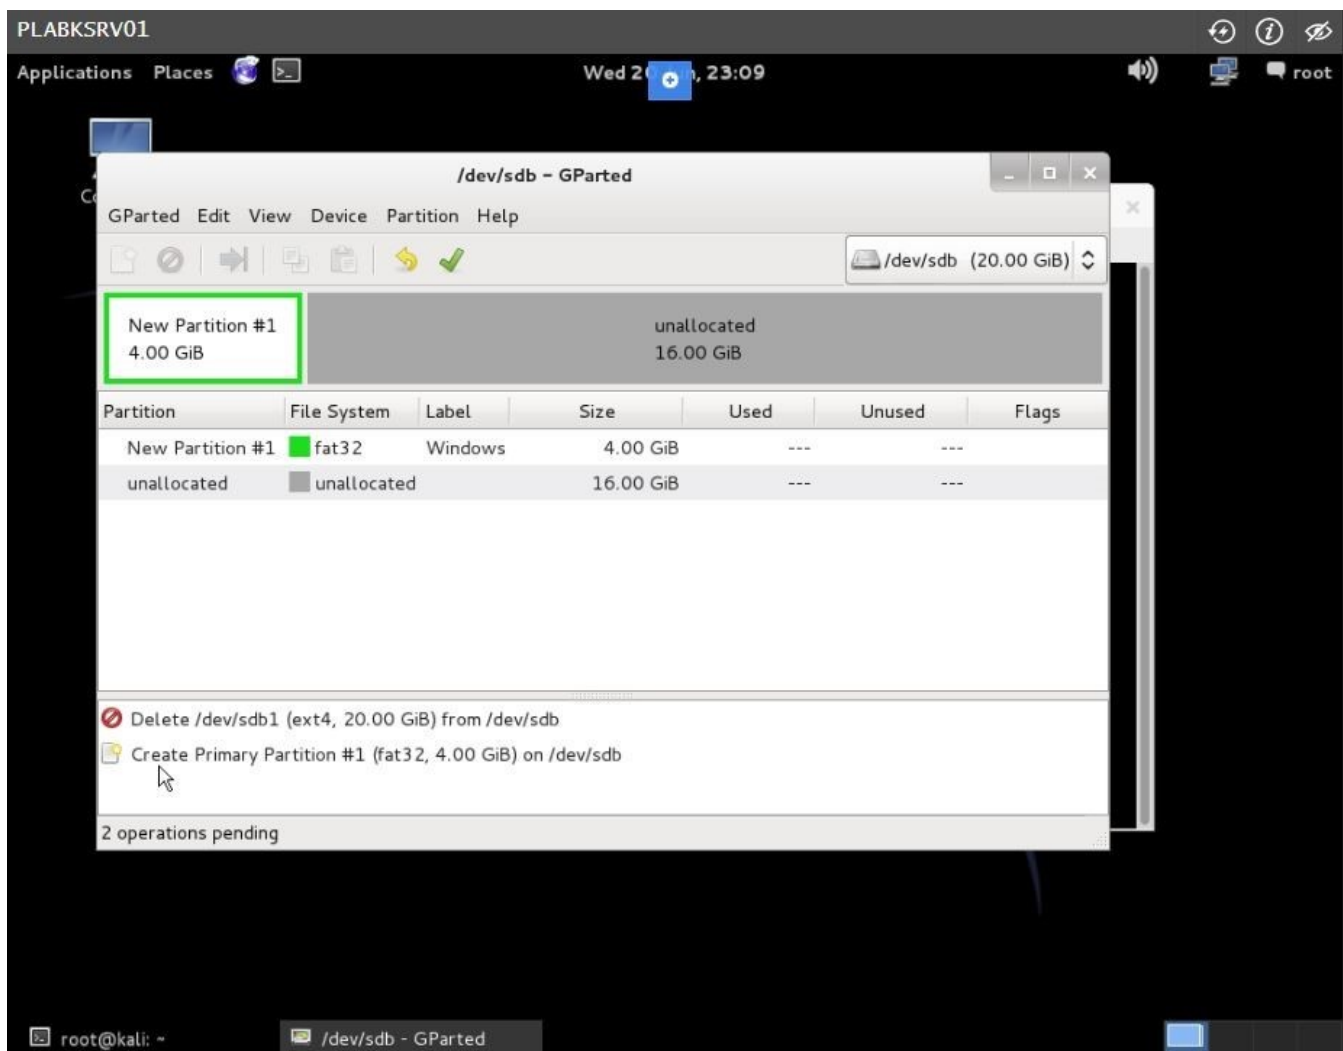 PLABKSRV01
Applications Places
Wed 20 , 23:09
root
/dev/sdb – GParted
GParted Edit View Device Partition Help
/dev/sdb (20.00 GiB)
New Partition #1
4.00 GiB
unallocated
16.00 GiB
Partition File System Label Size Used Unused Flags
New Partition #1 fat32 Windows 4.00 GiB --- ---
unallocated unallocated 16.00 GiB --- ---
Delete /dev/sdb1 (ext4, 20.00 GiB) from /dev/sdb
Create Primary Partition #1 (fat32, 4.00 GiB) on /dev/sdb
2 operations pending
root@kali: ~
/dev/sdb - GParted